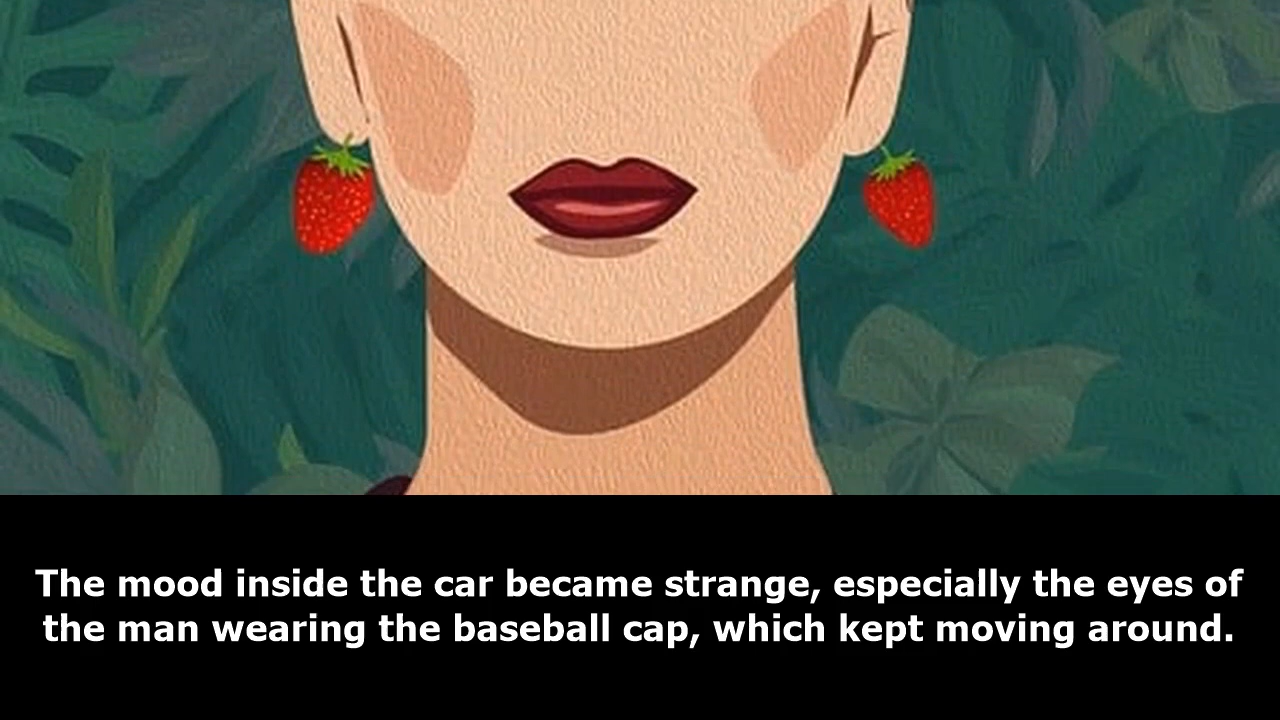 The mood inside the car became strange, especially the eyes of
the man wearing the baseball cap, which kept moving around.